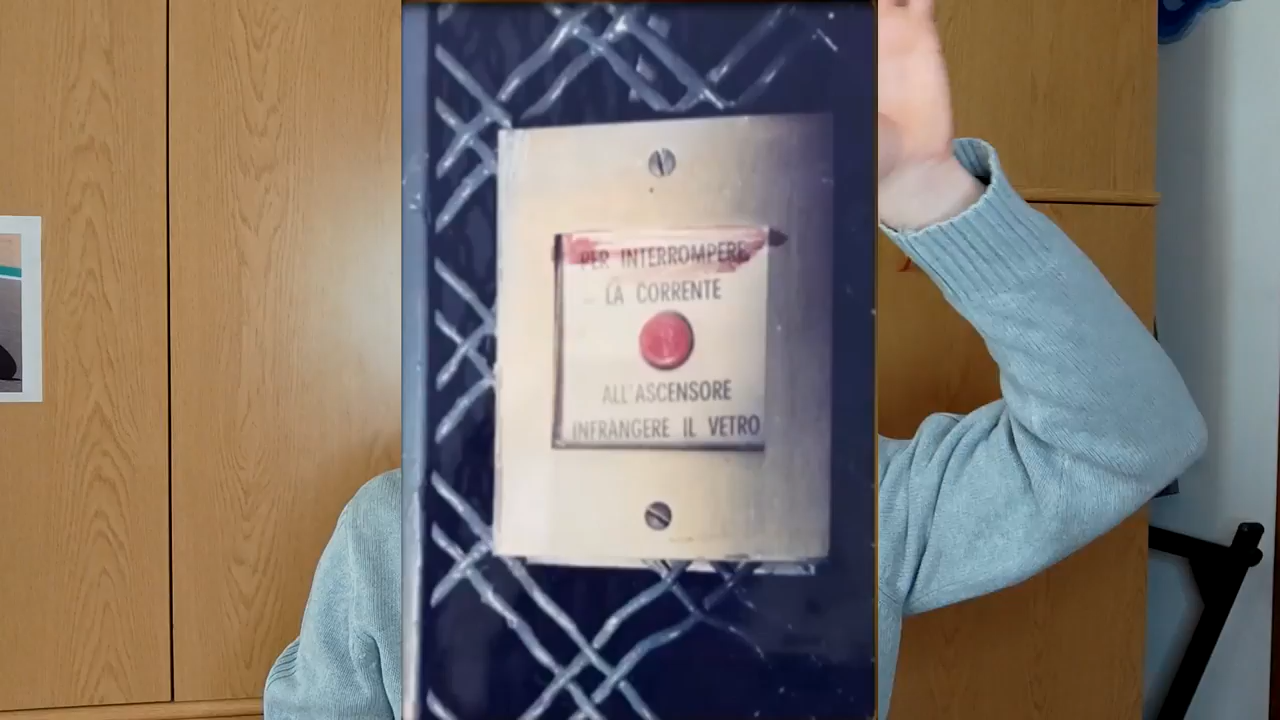 PER INTERROMPERE
LA CORRENTE
ALL'ASCENSORE
INFRANGERE IL VETRO